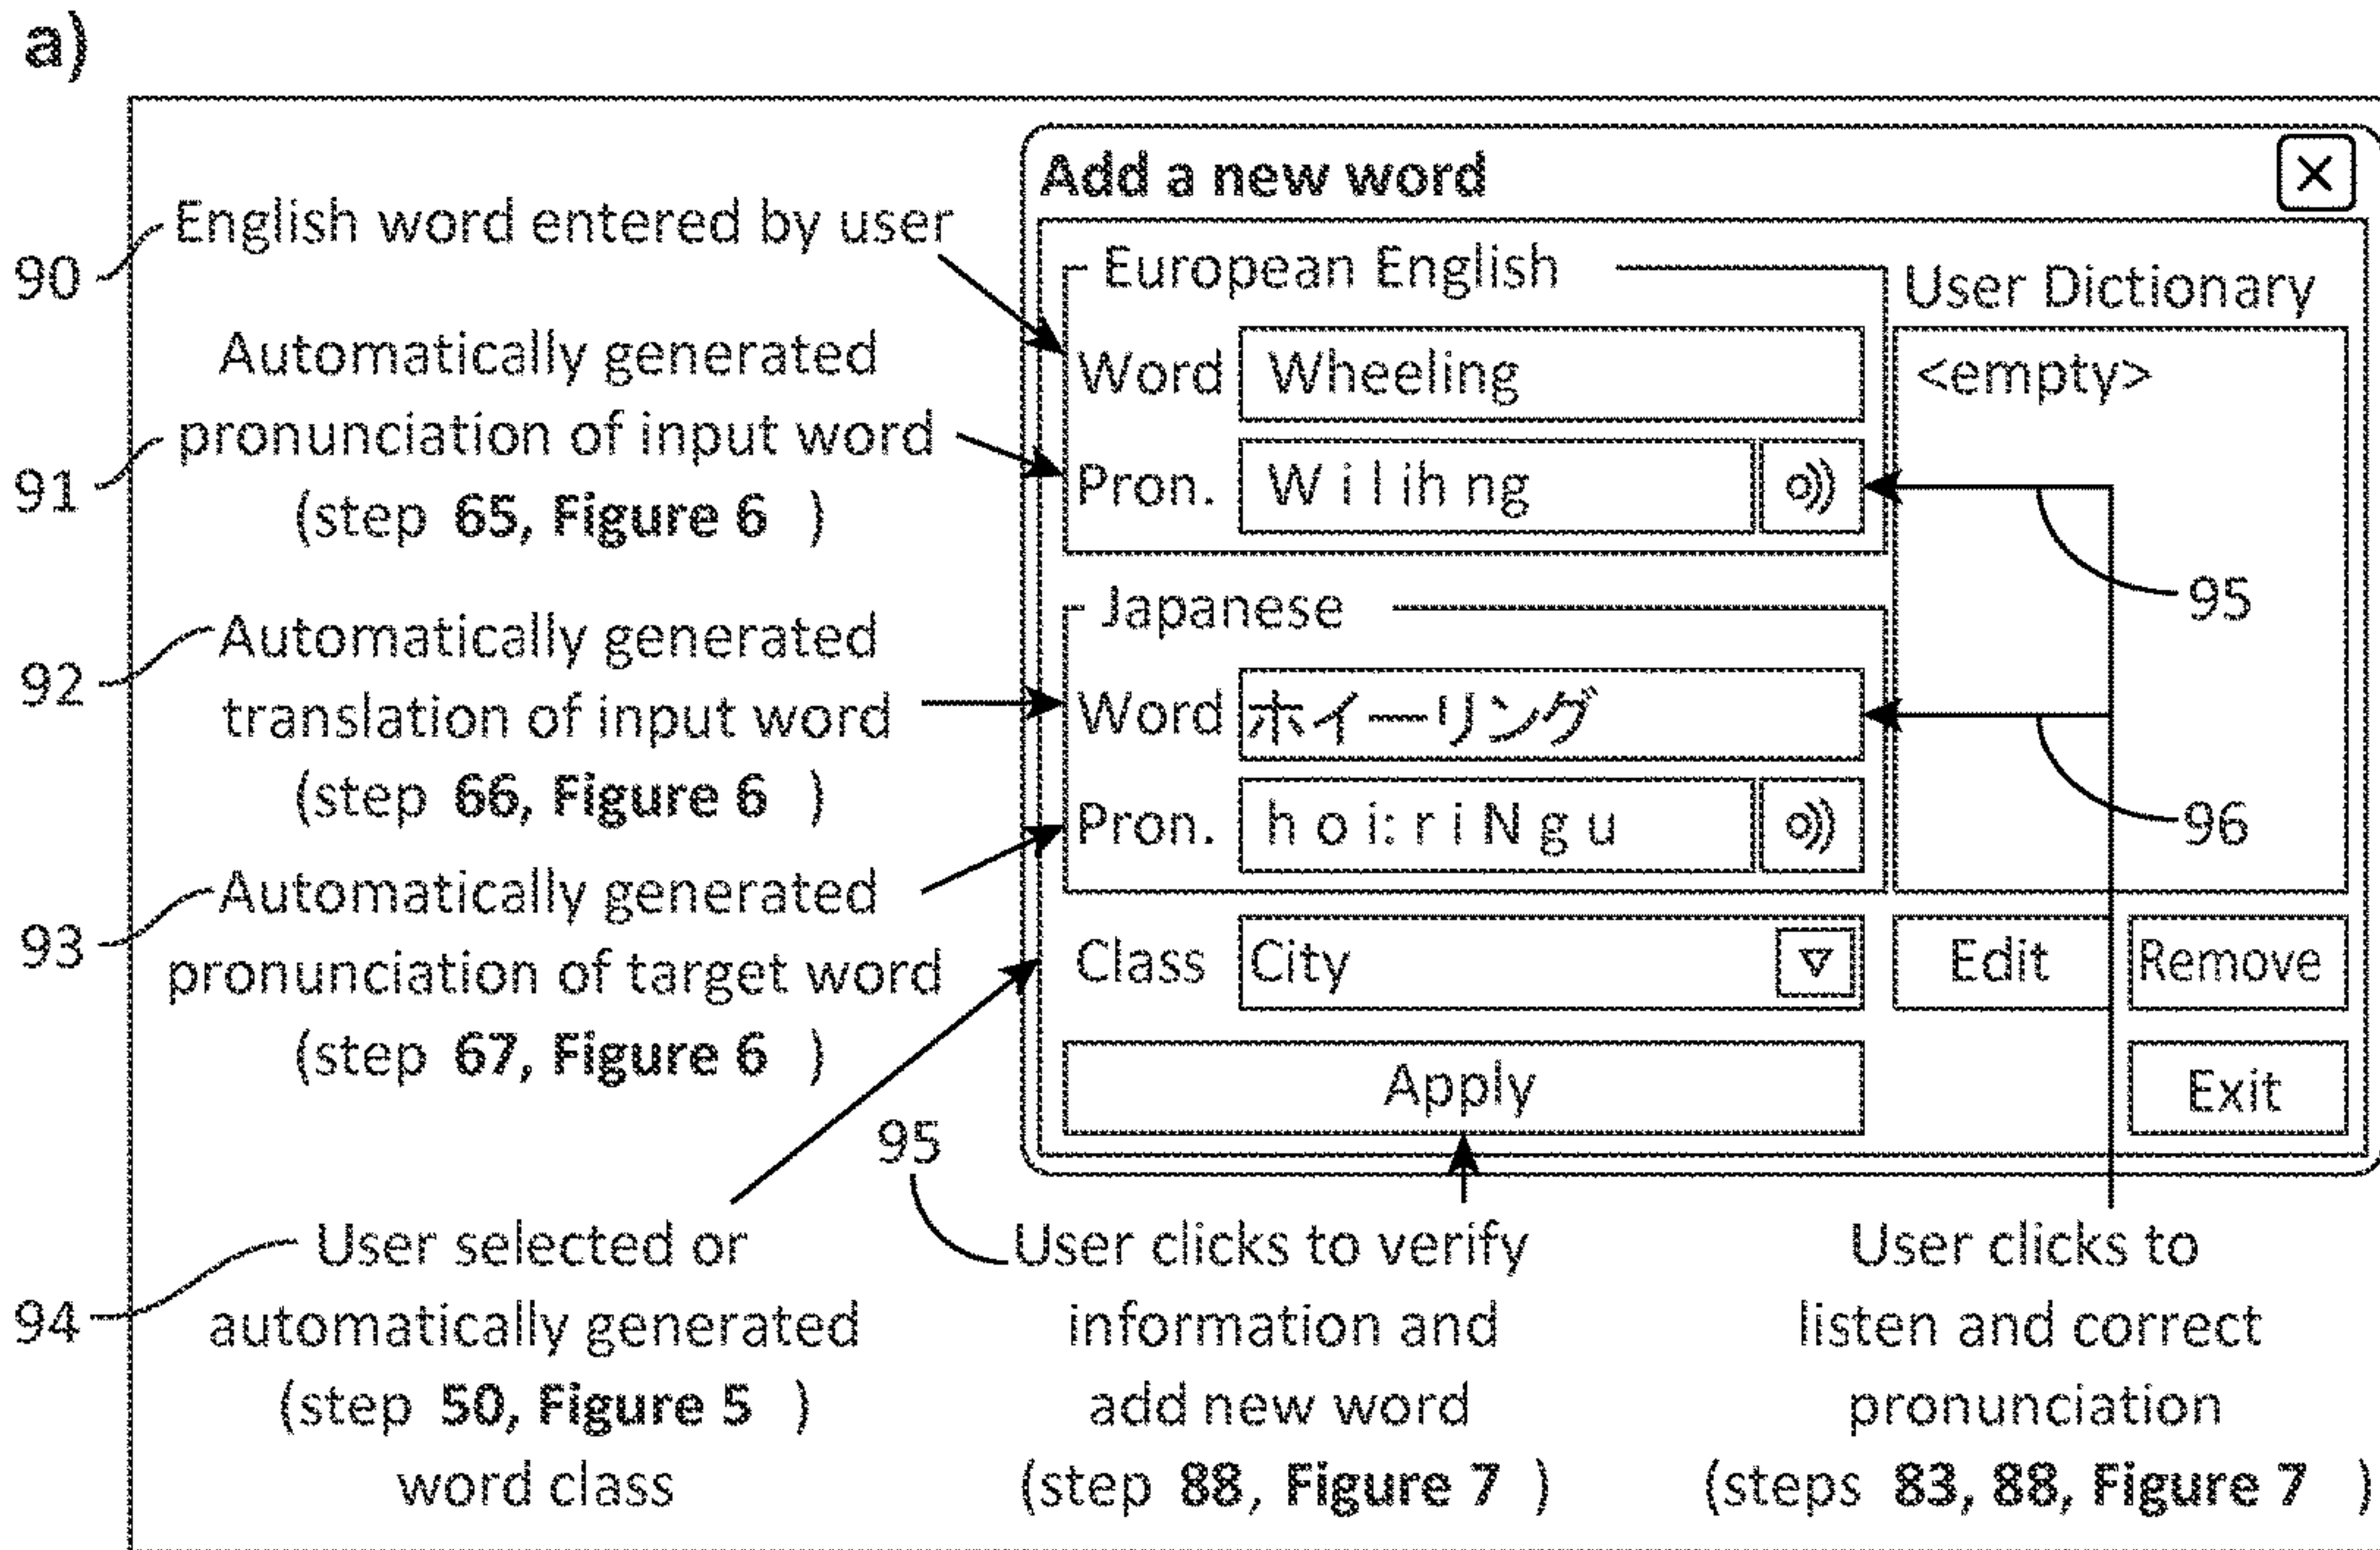 a)
90
English word entered by user
91
Automatically generated
pronunciation of input word
(step 65, Figure 6 )
92
Automatically generated
translation of input word
(step 66, Figure 6 )
93
Automatically generated
pronunciation of target word
(step 67, Figure 6 )
94
User selected or
automatically generated
(step 50, Figure 5 )
word class
Add a new word
European English
Word Wheeling
Pron. W i l ih ng
Japanese
Word ホイーリング
Pron. h o i: r i N g u
Class City
Apply
User Dictionary
<empty>
95
96
Edit Remove
Exit
95
User clicks to verify
information and
add new word
(step 88, Figure 7 )
User clicks to
listen and correct
pronunciation
(steps 83, 88, Figure 7 )